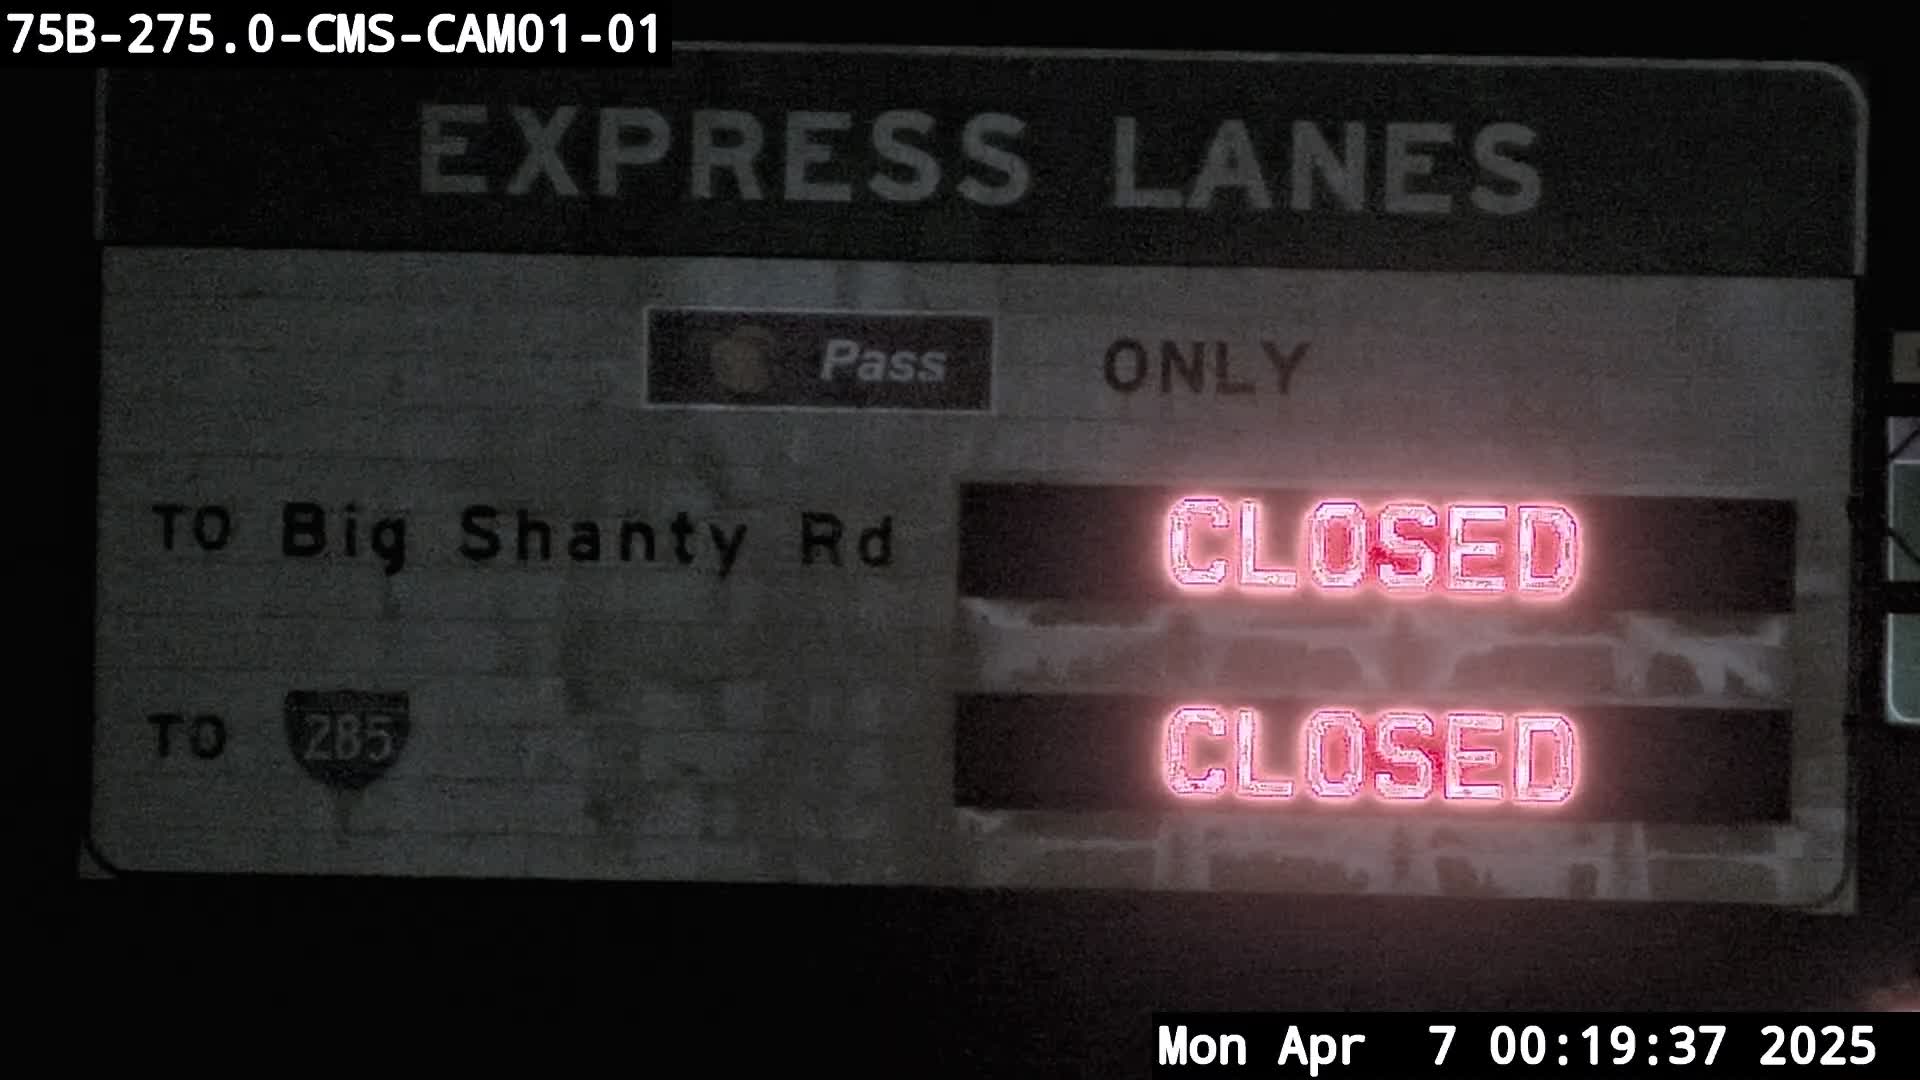 75B-275.0-CMS-CAM01-01
EXPRESS LANES
Pass ONLY
TO Big Shanty Rd CLOSED
TO 285 CLOSED
Mon Apr 7 00:19:37 2025